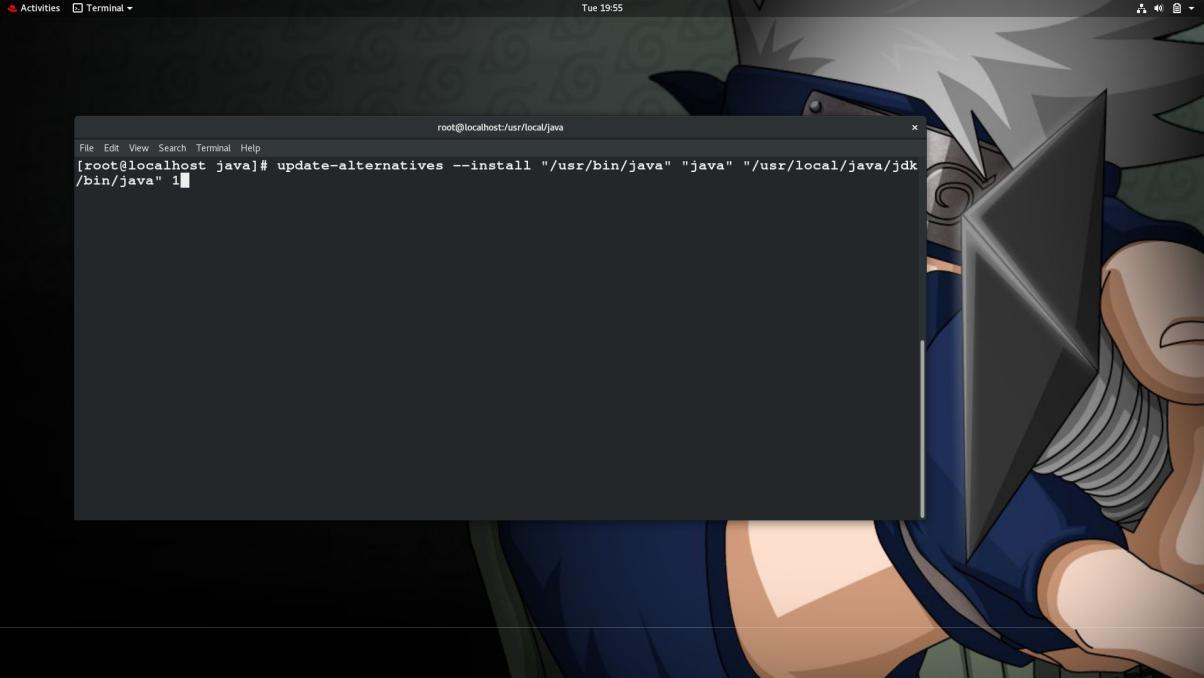 Activities Terminal Tue 19:55
root@localhost:/usr/local/java ×
File Edit View Search Terminal Help
[root@localhost java]# update-alternatives --install "/usr/bin/java" "java" "/usr/local/java/jdk
/bin/java" 1